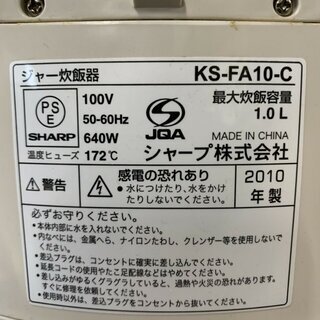 ジャー炊飯器 KS-FA10-C
PSE
SHARP
100V
50-60Hz
640W
JQA
最大炊飯容量
1.0 L
MADE IN CHINA
温度ヒューズ 172℃
シャープ株式会社
警告
感電の恐れあり
●水につけたり、水をかけたりしないでください。
2010年製
必ずお守りください。
●本体内部に水を入れないでください。
●内なべには、金属へら、ナイロンたわし、クレンザー等を使用しないでください。
●差込プラグは確実に差し込んでください。
●延長コードの使用やたこ足配線などはやめてください。
●差し込みがゆるくグラグラしていると、過熱や火災の恐れがあります。すぐに修理を依頼してください。
●使用時以外は、差込プラグをコンセントから抜いてください。